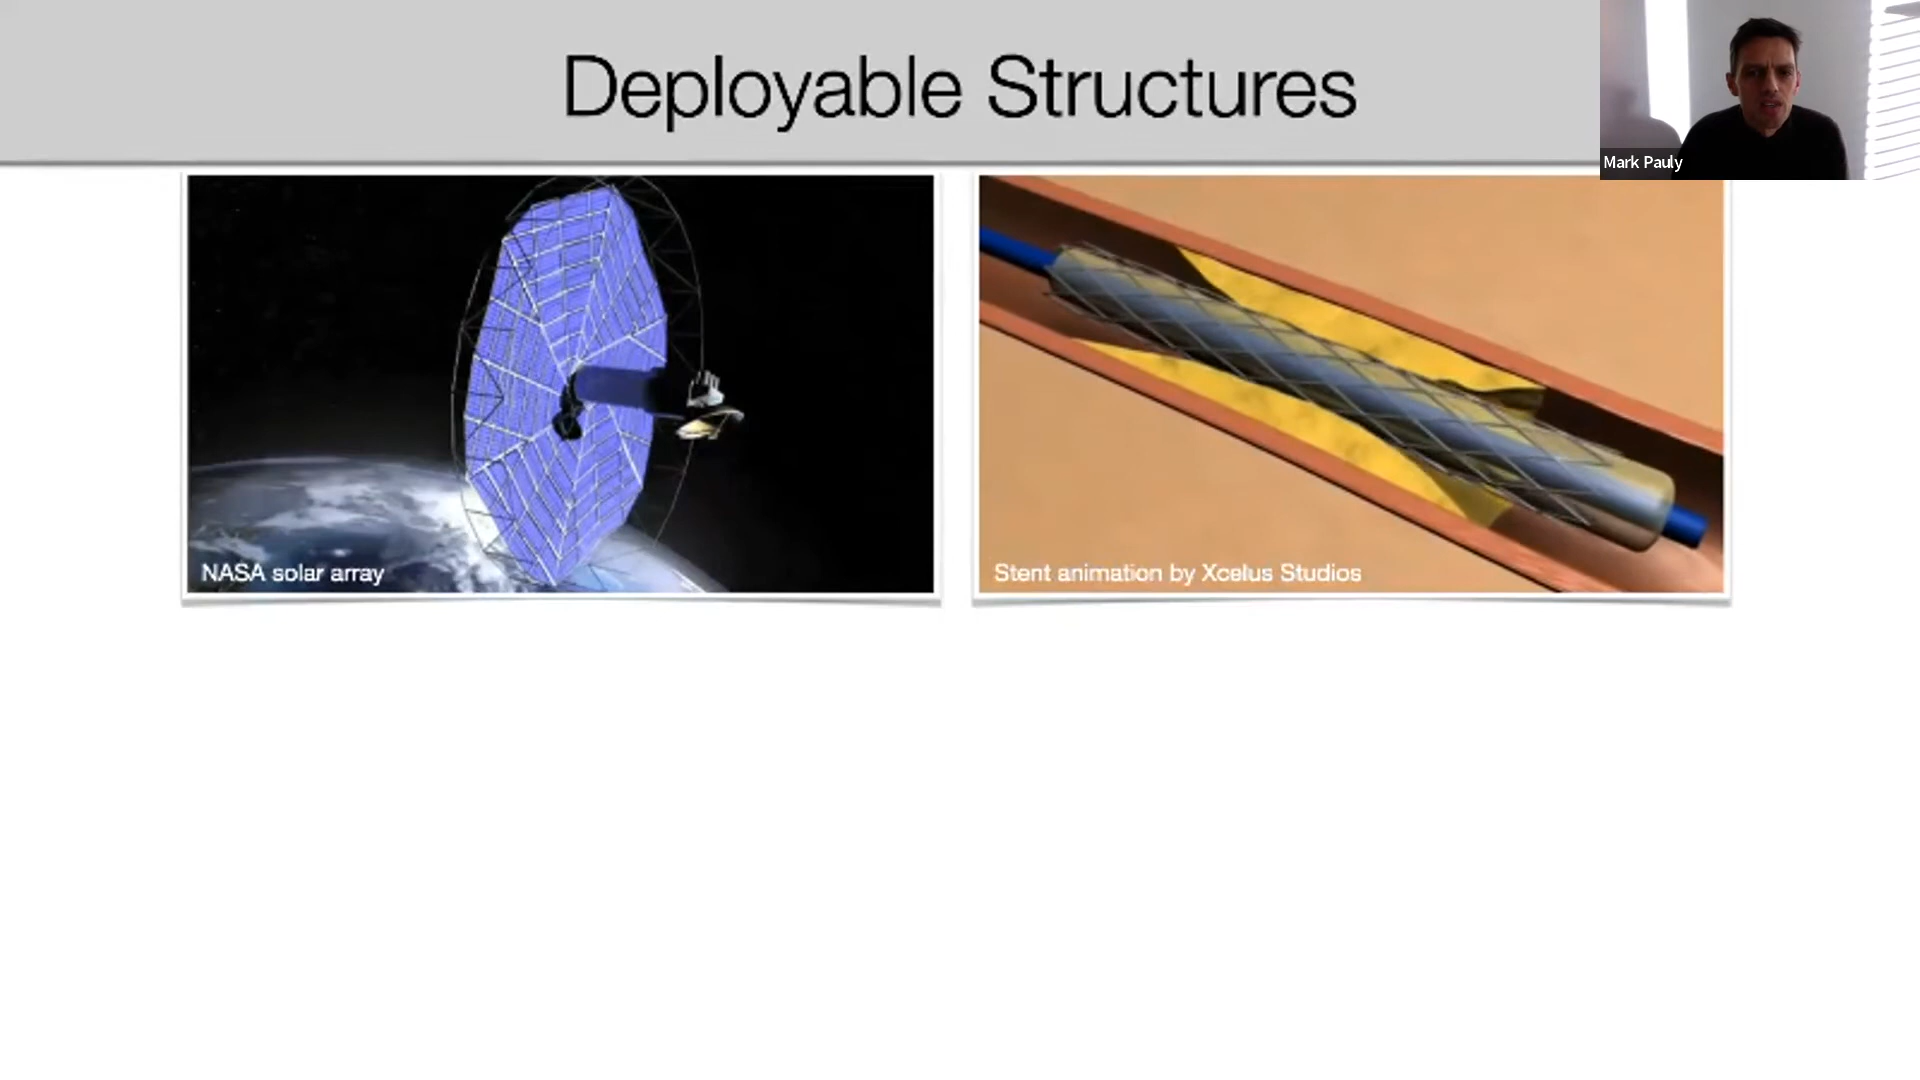 Deployable Structures
Mark Pauly
NASA solar array
Stent animation by Xcelus Studios